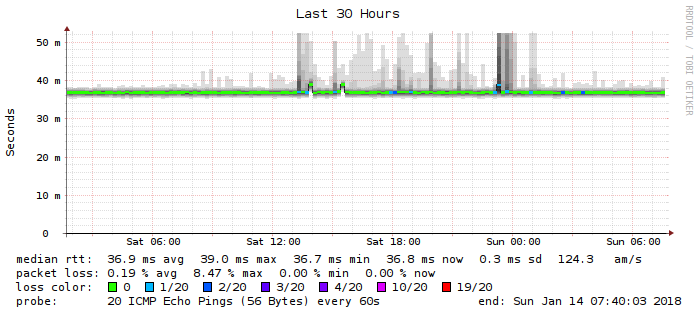 Last 30 Hours
RRDTOOL / TOBI OETIKER
Seconds
50 m
40 m
30 m
20 m
10 m
0
Sat 06:00 Sat 12:00 Sat 18:00 Sun 00:00 Sun 06:00
median rtt: 36.9 ms avg 39.0 ms max 36.7 ms min 36.8 ms now 0.3 ms sd 124.3 am/s
packet loss: 0.19 % avg 8.47 % max 0.00 % min 0.00 % now
loss color: 0 1/20 2/20 3/20 4/20 10/20 19/20
probe: 20 ICMP Echo Pings (56 Bytes) every 60s end: Sun Jan 14 07:40:03 2018